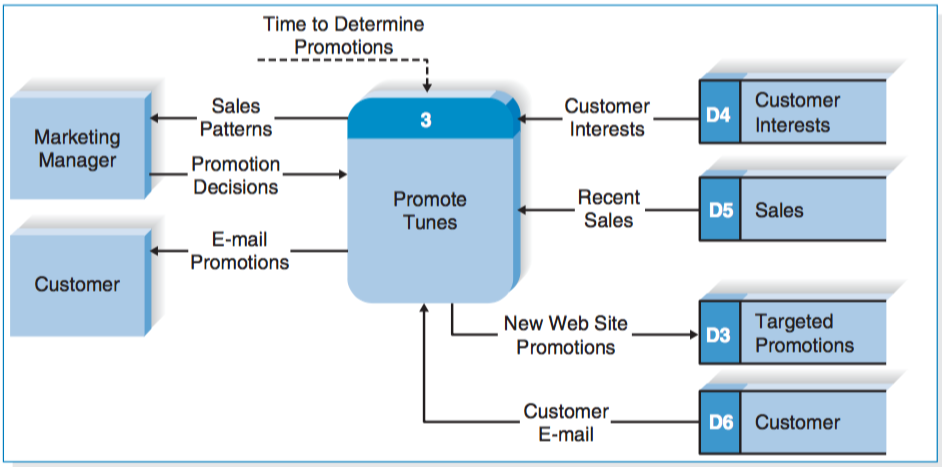 Time to Determine
Promotions
Marketing
Manager
Sales
Patterns
Promotion
Decisions
3
Promote
Tunes
Customer
Interests
D4
Customer
Interests
Recent
Sales
D5
Sales
Customer
E-mail
Promotions
New Web Site
Promotions
D3
Targeted
Promotions
Customer
E-mail
D6
Customer